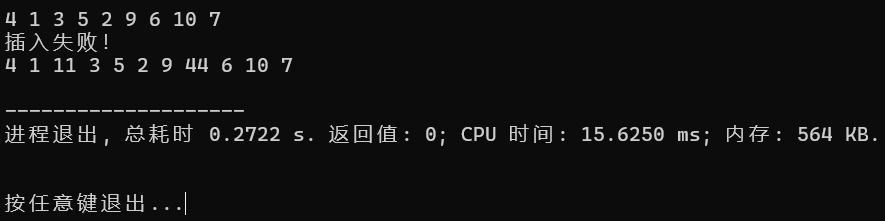 4 1 3 5 2 9 6 10 7
插入失败!
4 1 11 3 5 2 9 44 6 10 7
--------------------
进程退出, 总耗时 0.2722 s. 返回值: 0; CPU 时间: 15.6250 ms; 内存: 564 KB.
按任意键退出...